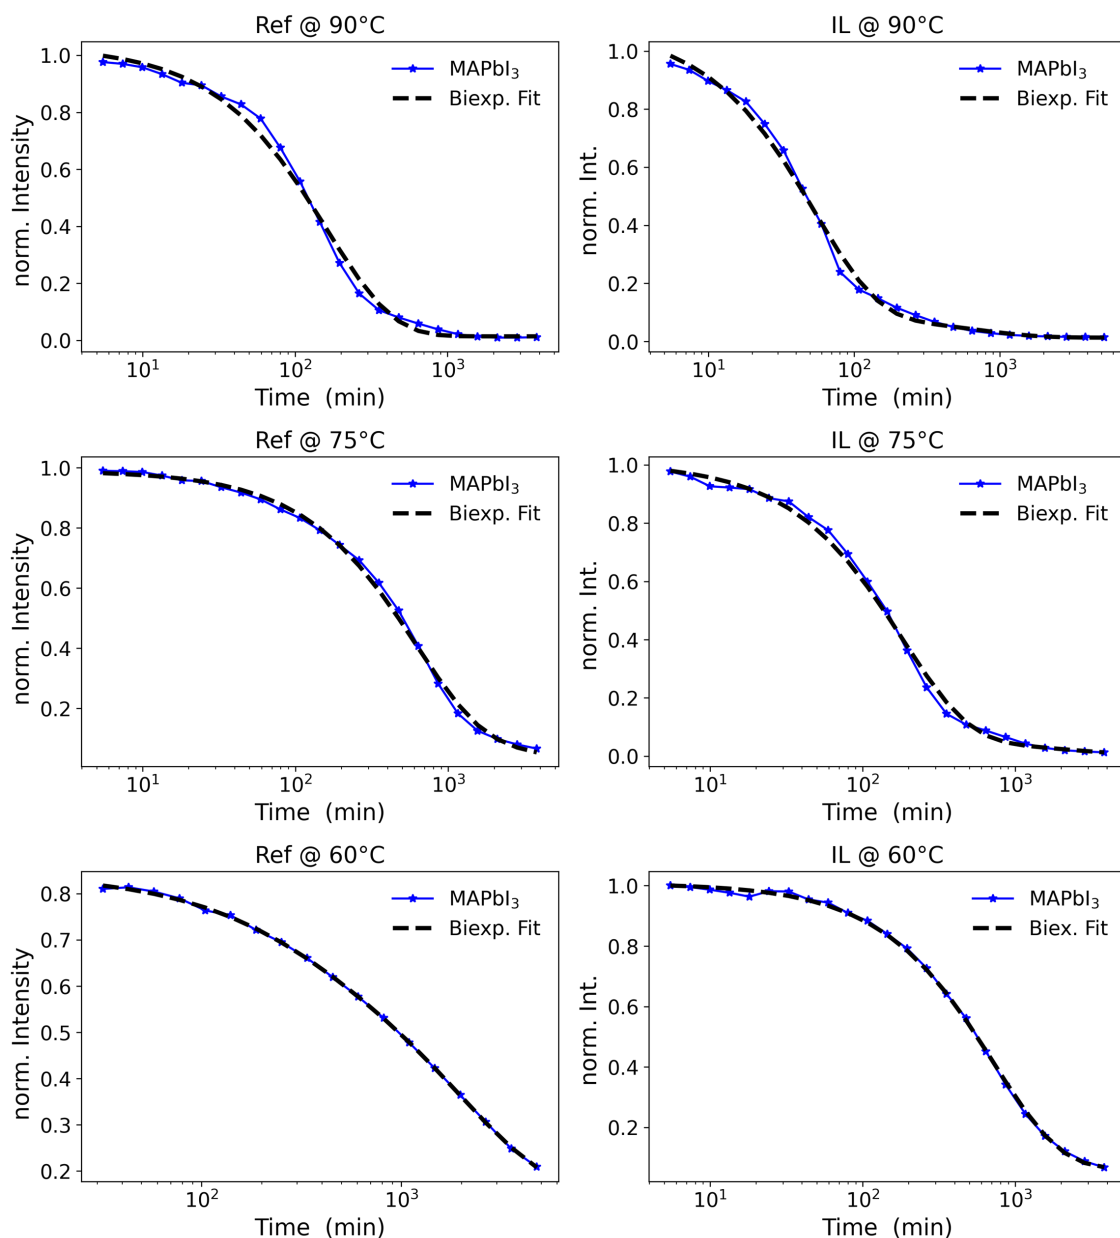 Ref @ 90°C
norm. Intensity
1.0
0.8
0.6
0.4
0.2
0.0
MAPbI₃
Biexp. Fit
10¹ 10² 10³
Time (min)
IL @ 90°C
norm. Int.
1.0
0.8
0.6
0.4
0.2
0.0
MAPbI₃
Biexp. Fit
10¹ 10² 10³
Time (min)
Ref @ 75°C
norm. Intensity
1.0
0.8
0.6
0.4
0.2
MAPbI₃
Biexp. Fit
10¹ 10² 10³
Time (min)
IL @ 75°C
norm. Int.
1.0
0.8
0.6
0.4
0.2
0.0
MAPbI₃
Biexp. Fit
10¹ 10² 10³
Time (min)
Ref @ 60°C
norm. Intensity
0.8
0.7
0.6
0.5
0.4
0.3
0.2
MAPbI₃
Biexp. Fit
10² 10³
Time (min)
IL @ 60°C
norm. Int.
1.0
0.8
0.6
0.4
0.2
MAPbI₃
Biex. Fit
10¹ 10² 10³
Time (min)